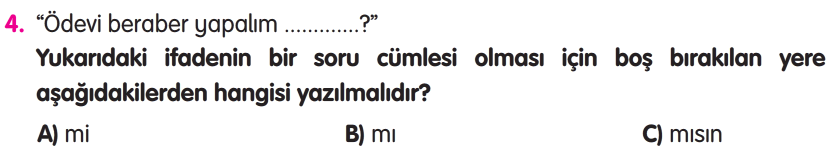 4. “Ödevi beraber yapalım .............?”
Yukarıdaki ifadenin bir soru cümlesi olması için boş bırakılan yere
aşağıdakilerden hangisi yazılmalıdır?
A) mi B) mı C) mısın